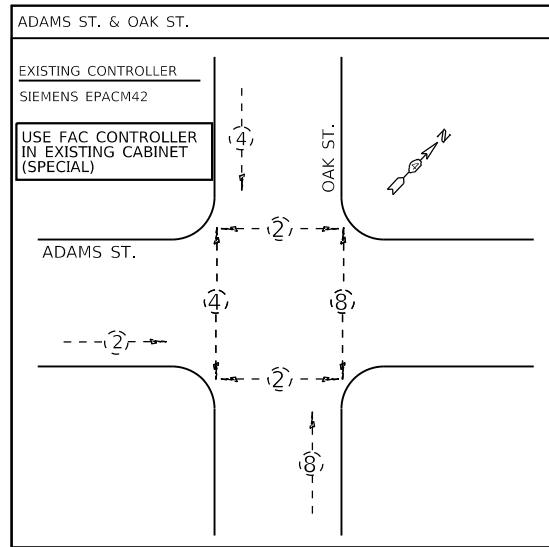 ADAMS ST. & OAK ST.
EXISTING CONTROLLER
SIEMENS EPACM42
USE FAC CONTROLLER
IN EXISTING CABINET
(SPECIAL)
4
OAK ST.
4
N
2
ADAMS ST.
4
8
2
2
8